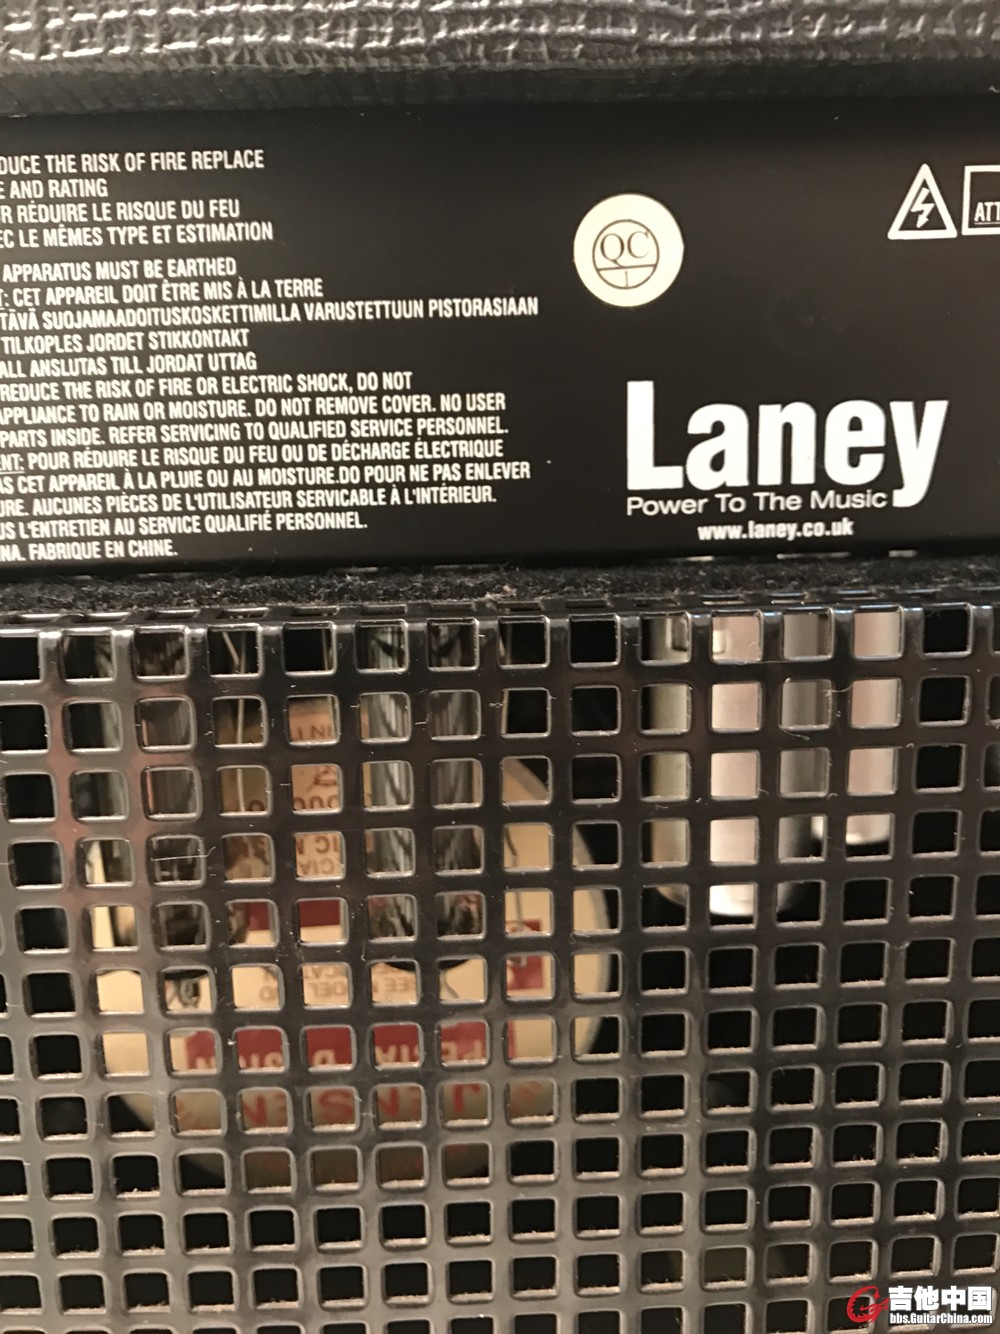 DUCE THE RISK OF FIRE REPLACE
E AND RATING
R RÉDUIRE LE RISQUE DU FEU
EC LE MÊMES TYPE ET ESTIMATION
APPARATUS MUST BE EARTHED
T: CET APPAREIL DOIT ÊTRE MIS À LA TERRE
TÄVÄ SUOJAMAADOITUSKOSKETTIMILLA VARUSTETTUUN PISTORASIAAN
TILKOPLES JORDET STIKKONTAKT
ALL ANSLUTAS TILL JORDAT UTTAG
REDUCE THE RISK OF FIRE OR ELECTRIC SHOCK, DO NOT
APPLIANCE TO RAIN OR MOISTURE. DO NOT REMOVE COVER. NO USER
PARTS INSIDE. REFER SERVICING TO QUALIFIED SERVICE PERSONNEL.
ENT: POUR RÉDUIRE LE RISQUE DU FEU OU DE DÉCHARGE ÉLECTRIQUE
AS CET APPAREIL À LA PLUIE OU AU MOISTURE.DO POUR NE PAS ENLEVER
URE. AUCUNES PIÈCES DE L'UTILISATEUR SERVICABLE À L'INTÉRIEUR.
US L'ENTRETIEN AU SERVICE QUALIFIÉ PERSONNEL.
NA. FABRIQUE EN CHINE.
QC
1
ATT
Laney
Power To The Music
www.laney.co.uk
吉他中国
bbs.GuitarChina.com